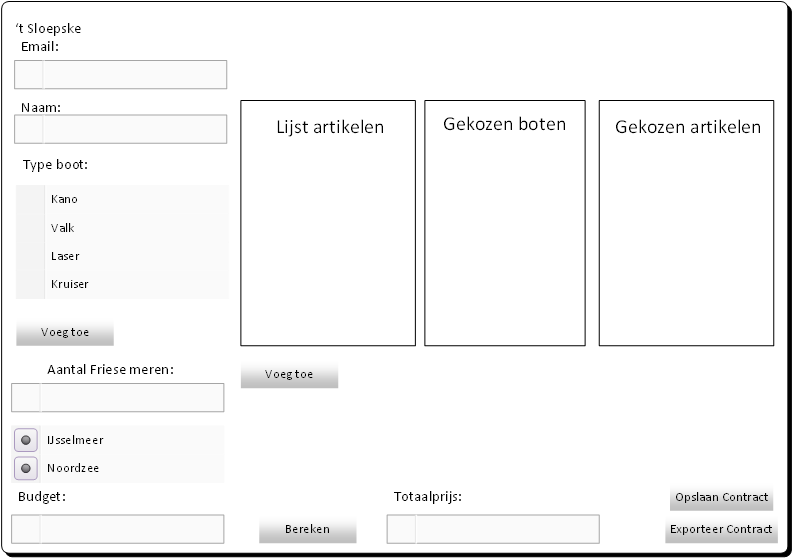 't Sloepske
Email:
Naam:
Type boot:
Kano
Valk
Laser
Kruiser
Voeg toe
Lijst artikelen
Gekozen boten
Gekozen artikelen
Voeg toe
Aantal Friese meren:
IJsselmeer
Noordzee
Budget:
Bereken
Totaalprijs:
Opslaan Contract
Exporteer Contract